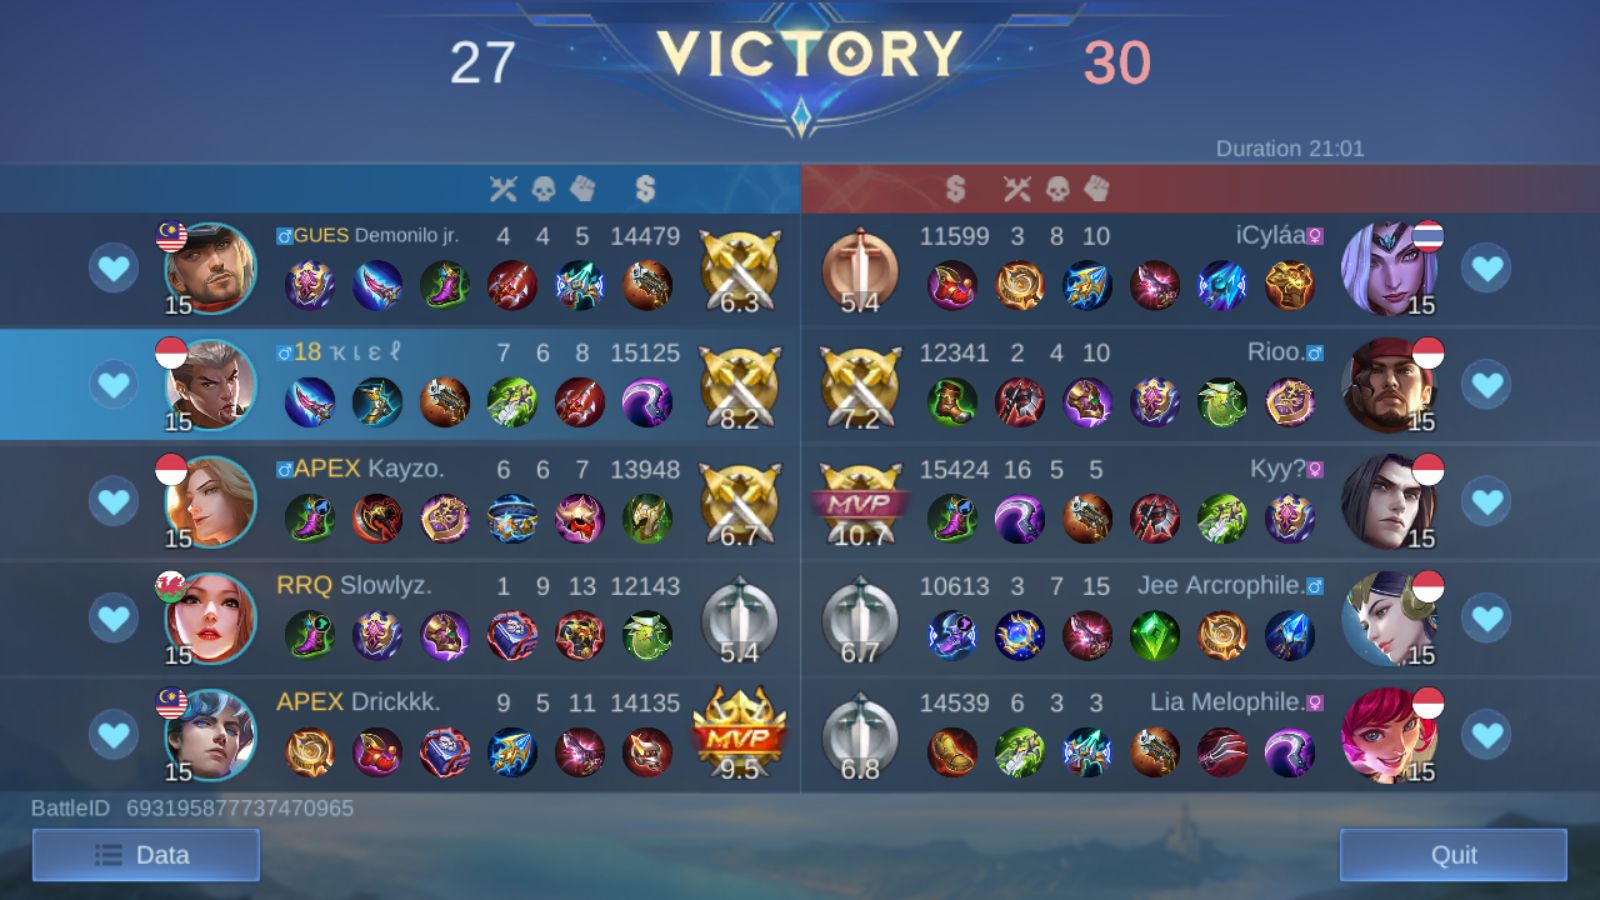 27 VICTORY 30
Duration 21:01
GUES Demonilo jr. 4 4 5 14479 6.3 15
5.4 11599 3 8 10 iCyláa 15
18 ཀ ι ε ℓ 7 6 8 15125 8.2 15
7.2 12341 2 4 10 Rioo. 15
APEX Kayzo. 6 6 7 13948 6.7 15
MVP 10.7 15424 16 5 5 Kyy? 15
RRQ Slowlyz. 1 9 13 12143 5.4 15
6.7 10613 3 7 15 Jee Arcrophile. 15
APEX Drickkk. 9 5 11 14135 MVP 9.5 15
6.8 14539 6 3 3 Lia Melophile. 15
BattleID 693195877737470965
Data
Quit